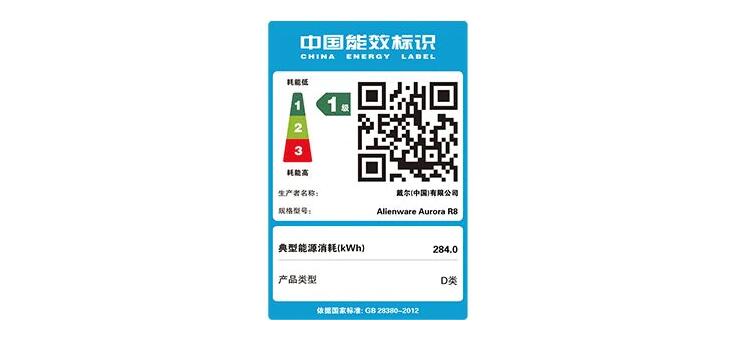 中国能效标识
CHINA ENERGY LABEL
耗能低
1
1级
2
3
耗能高
生产者名称: 戴尔(中国)有限公司
规格型号: Alienware Aurora R8
典型能源消耗(kWh) 284.0
产品类型 D类
依据国家标准: GB 28380-2012